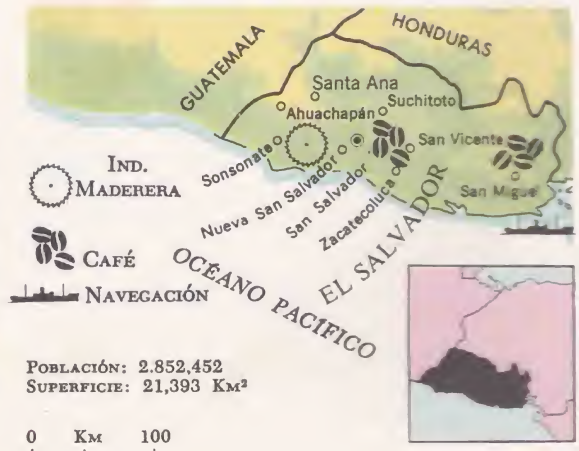 HONDURAS
GUATEMALA
Santa Ana
Suchitoto
Ahuachapán
San Vicente
Sonsonate
Nueva San Salvador
San Salvador
Zacatecoluca
San Miguel
EL SALVADOR
OCÉANO PACÍFICO
IND.
MADERERA
CAFÉ
NAVEGACIÓN
POBLACIÓN: 2.852,452
SUPERFICIE: 21,393 KM²
0 KM 100